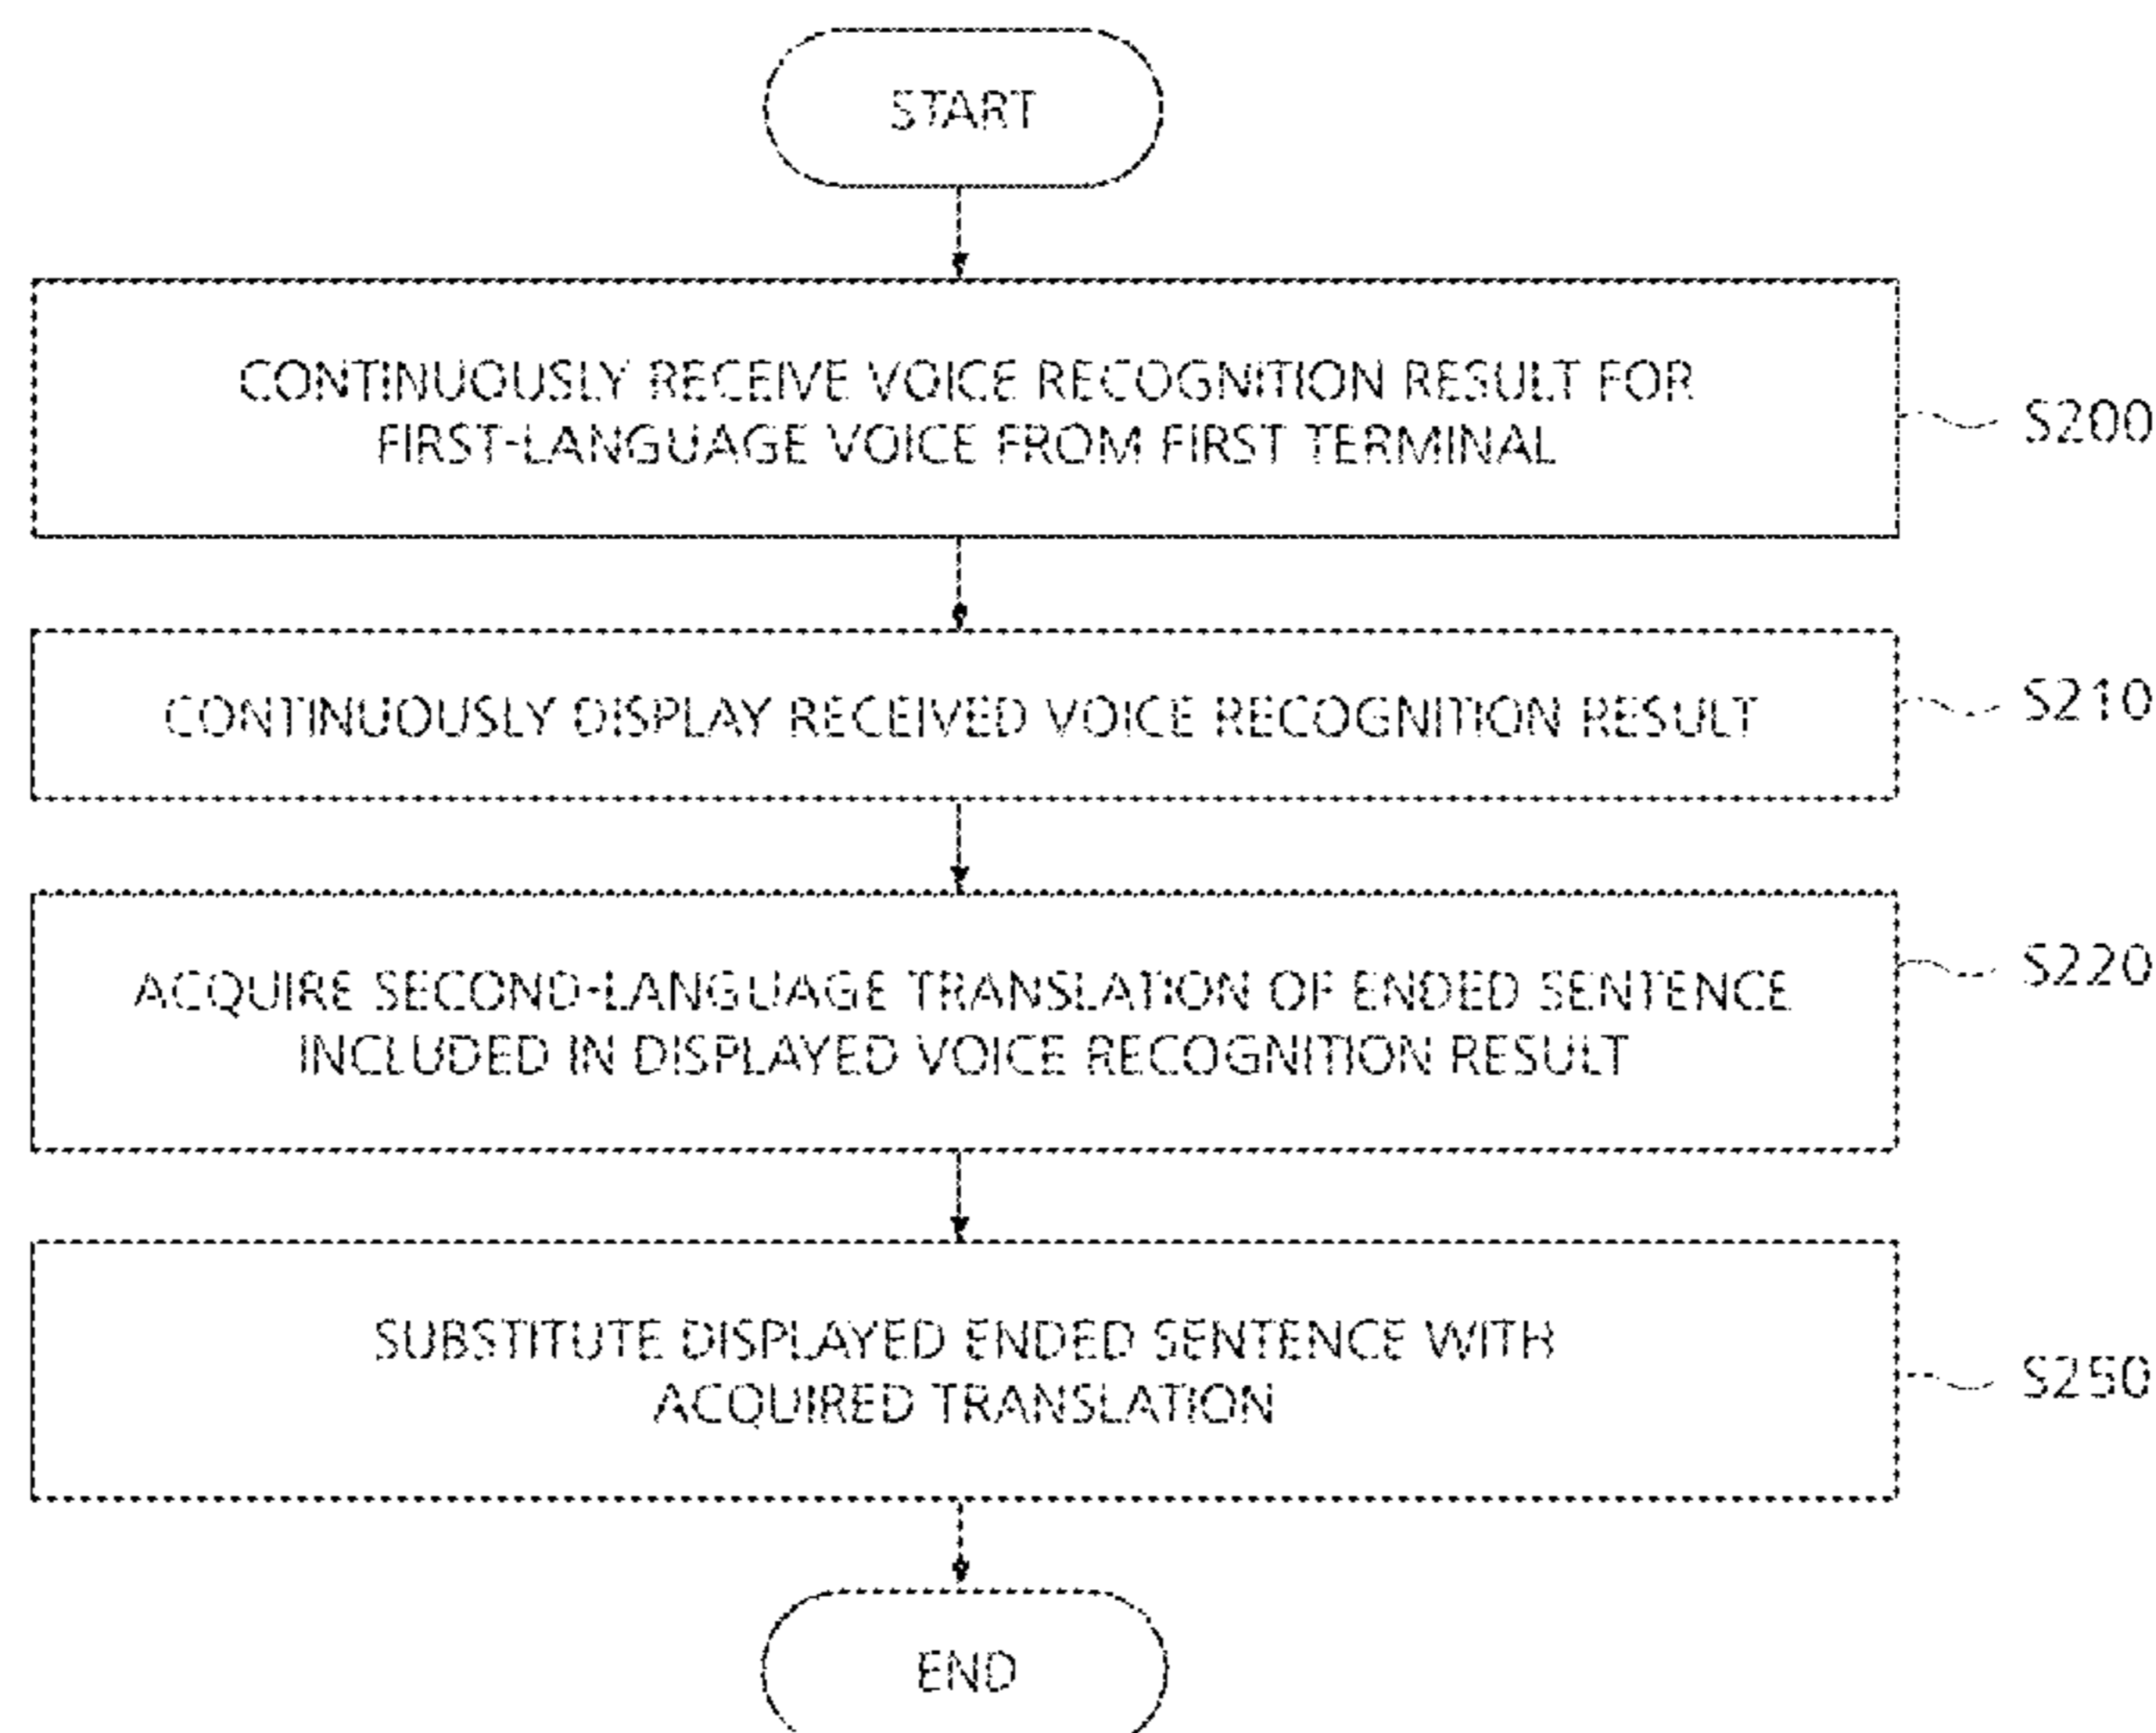 START
CONTINUOUSLY RECEIVE VOICE RECOGNITION RESULT FOR
FIRST-LANGUAGE VOICE FROM FIRST TERMINAL
S200
CONTINUOUSLY DISPLAY RECEIVED VOICE RECOGNITION RESULT
S210
ACQUIRE SECOND-LANGUAGE TRANSLATION OF ENDED SENTENCE
INCLUDED IN DISPLAYED VOICE RECOGNITION RESULT
S220
SUBSTITUTE DISPLAYED ENDED SENTENCE WITH
ACQUIRED TRANSLATION
S250
END